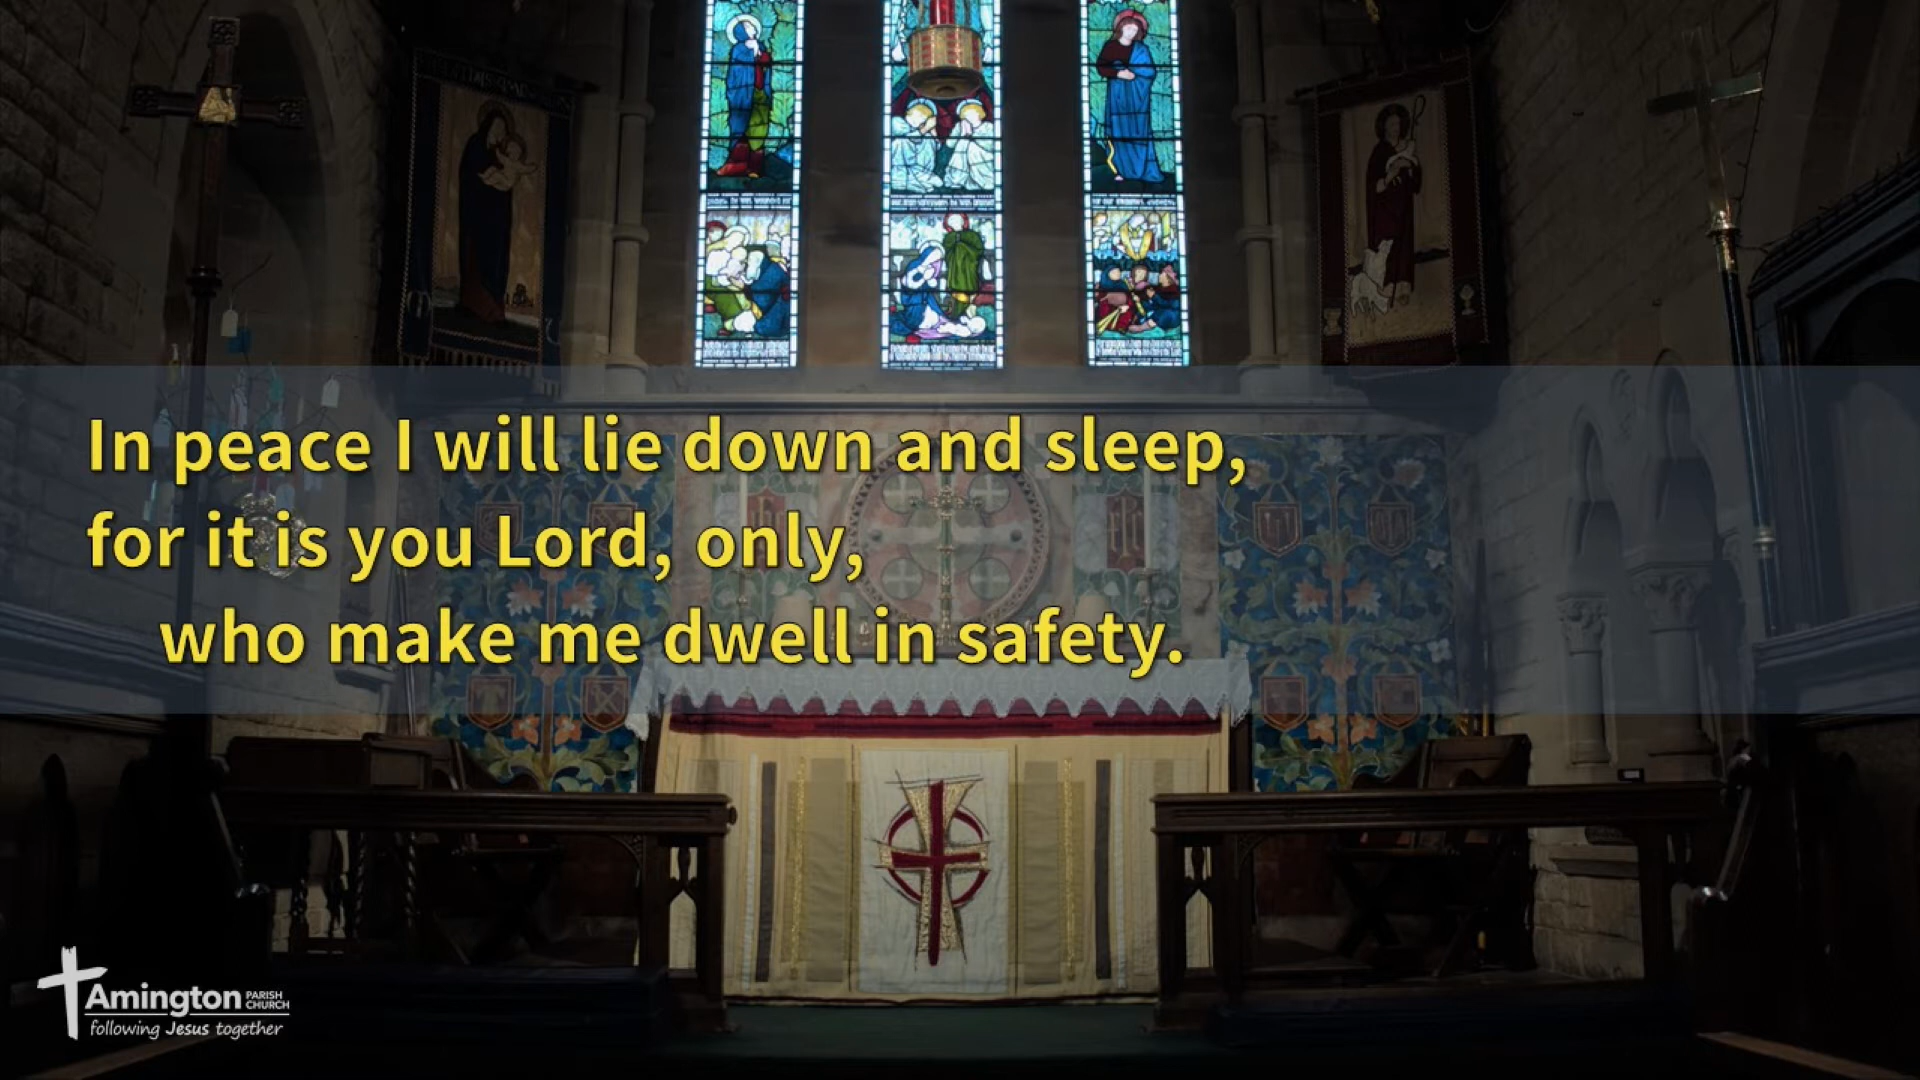 In peace I will lie down and sleep,
for it is you Lord, only,
who make me dwell in safety.
Amington PARISH CHURCH
following Jesus together